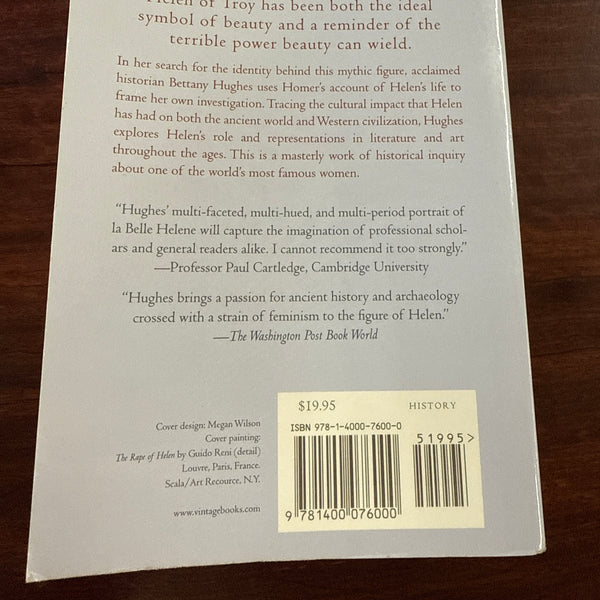 Helen of Troy has been both the ideal
symbol of beauty and a reminder of the
terrible power beauty can wield.
In her search for the identity behind this mythic figure, acclaimed
historian Bettany Hughes uses Homer's account of Helen's life to
frame her own investigation. Tracing the cultural impact that Helen
has had on both the ancient world and Western civilization, Hughes
explores Helen's role and representations in literature and art
throughout the ages. This is a masterly work of historical inquiry
about one of the world's most famous women.
"Hughes' multi-faceted, multi-hued, and multi-period portrait of
la Belle Helene will capture the imagination of professional schol-
ars and general readers alike. I cannot recommend it too strongly."
—Professor Paul Cartledge, Cambridge University
"Hughes brings a passion for ancient history and archaeology
crossed with a strain of feminism to the figure of Helen."
—The Washington Post Book World
Cover design: Megan Wilson
Cover painting:
The Rape of Helen by Guido Reni (detail)
Louvre, Paris, France.
Scala/Art Recource, N.Y.
www.vintagebooks.com
$19.95 HISTORY
ISBN 978-1-4000-7600-0
51995>
9 781400 076000